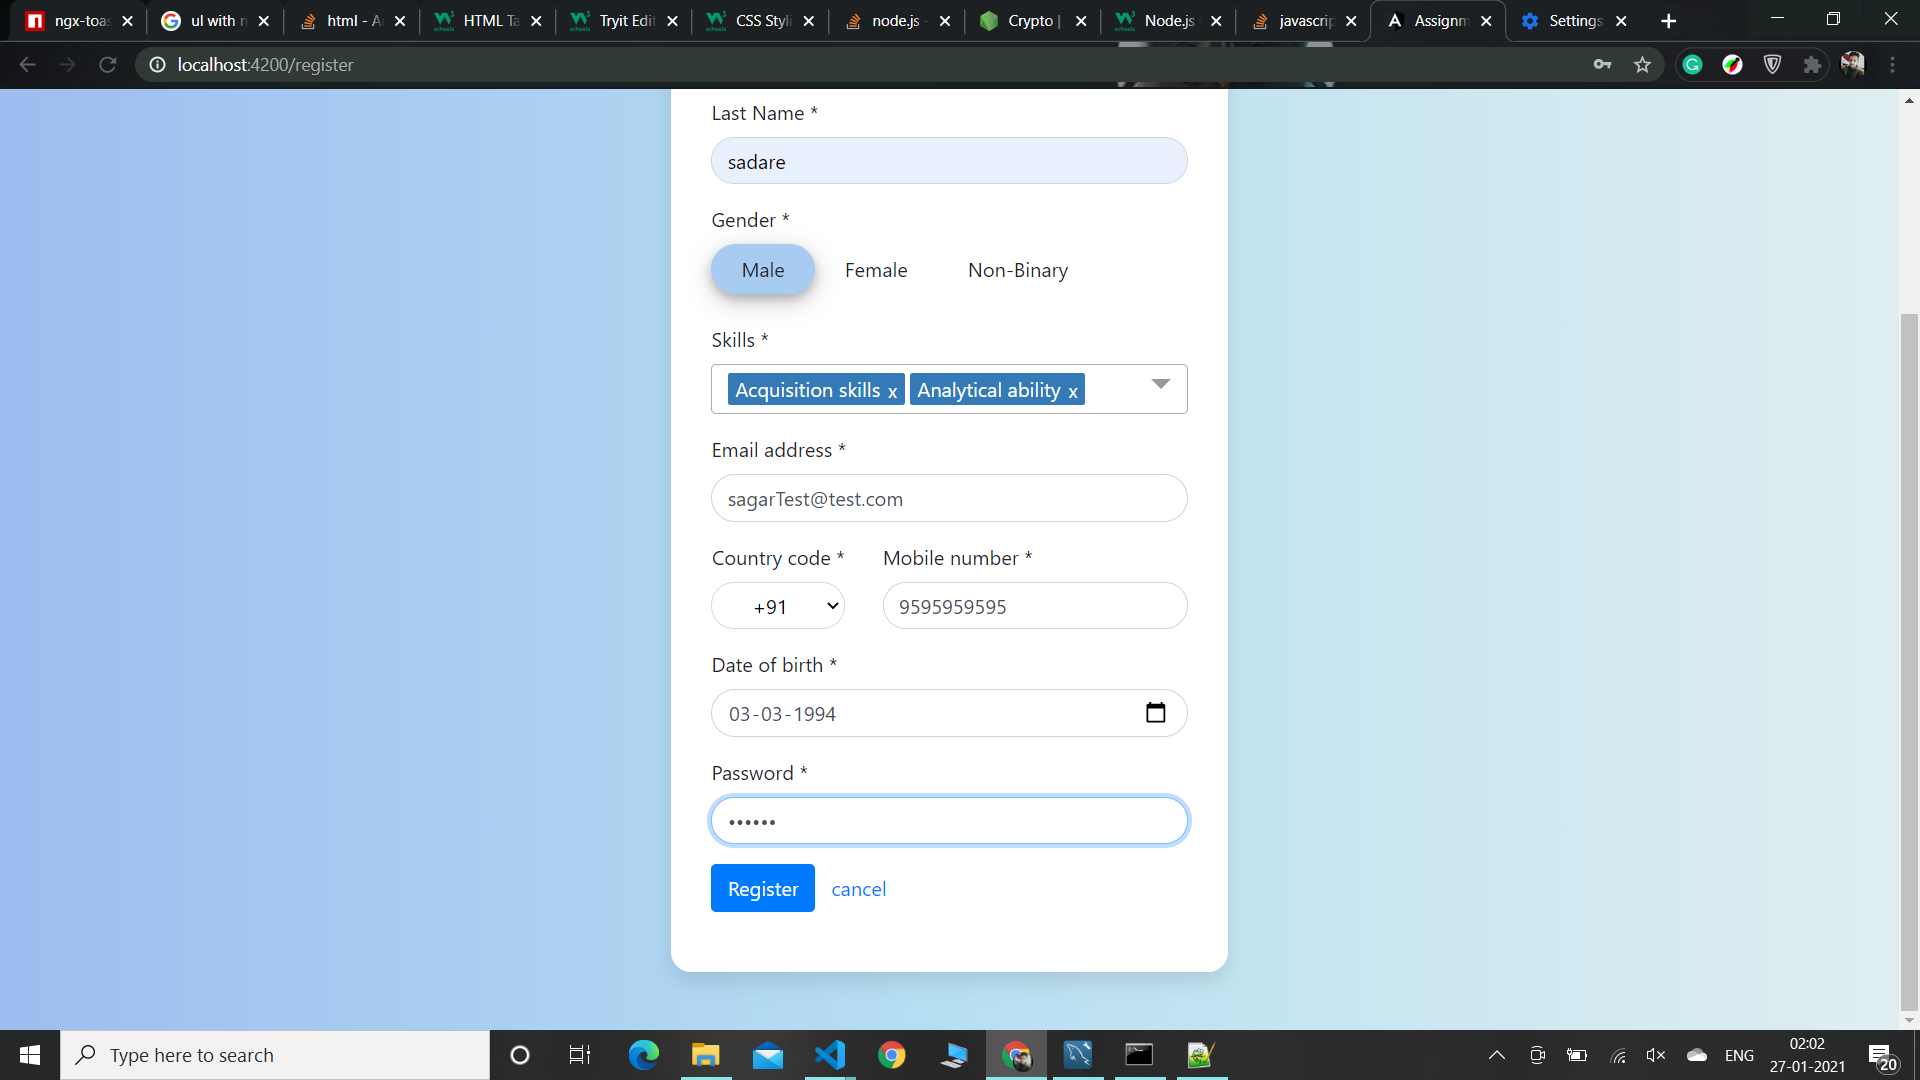 ngx-toas
ul with n
html - A
HTML Ta
Tryit Edit
CSS Styli
node.js -
Crypto |
Node.js
javascrip
Assignm
Settings
localhost:4200/register
Last Name *
sadare
Gender *
Male Female Non-Binary
Skills *
Acquisition skills x Analytical ability x
Email address *
sagarTest@test.com
Country code * Mobile number *
+91 9595959595
Date of birth *
03-03-1994
Password *
••••••
Register cancel
Type here to search
ENG
02:02
27-01-2021
20